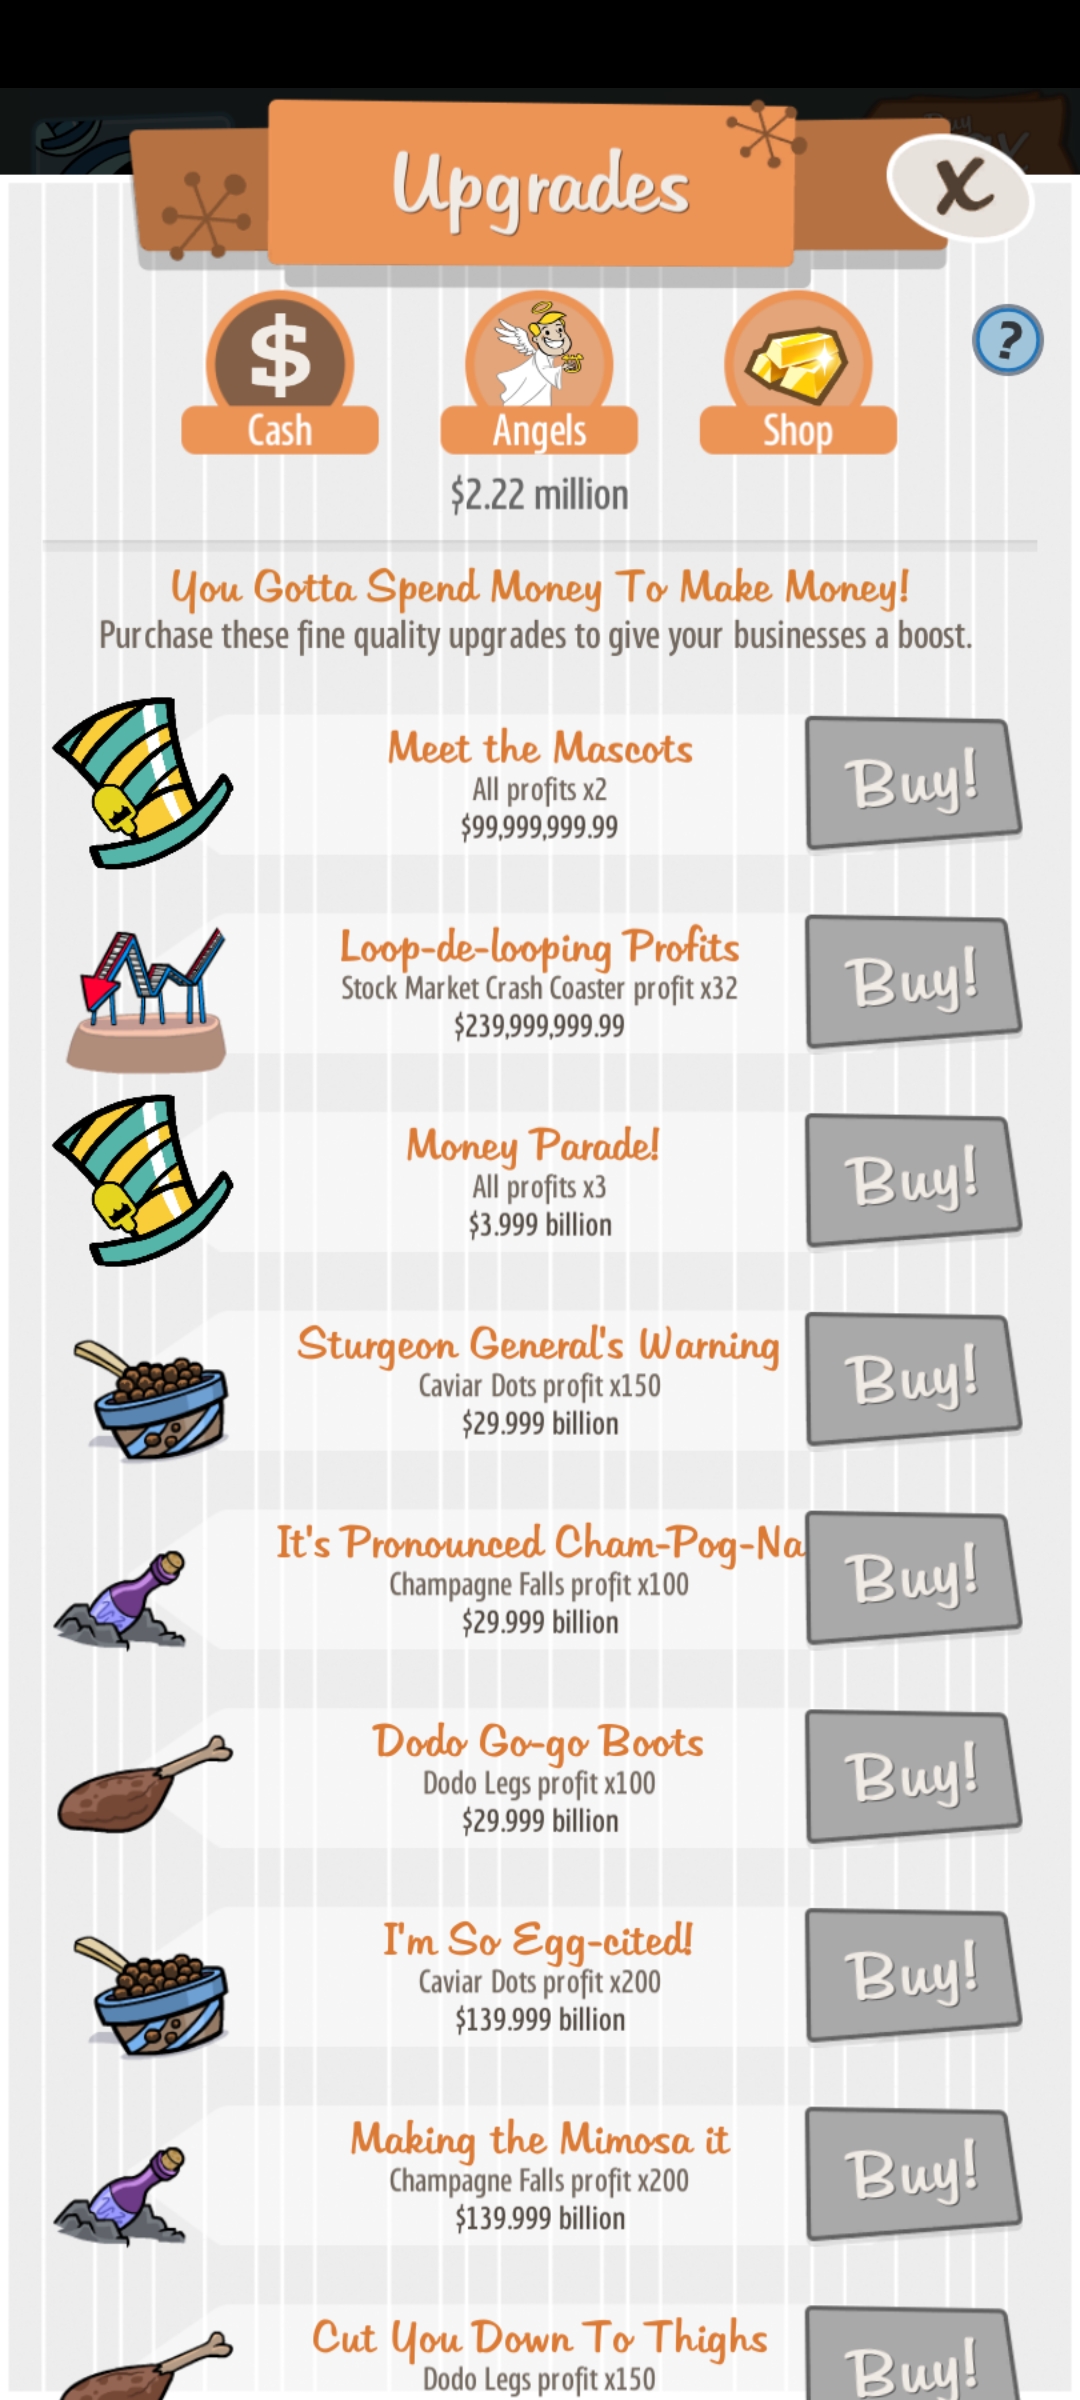 Upgrades
X
$
?
Cash
Angels
Shop
$2.22 million
You Gotta Spend Money To Make Money!
Purchase these fine quality upgrades to give your businesses a boost.
Meet the Mascots
All profits x2
$99,999,999.99
Buy!
Loop-de-looping Profits
Stock Market Crash Coaster profit x32
$239,999,999.99
Buy!
Money Parade!
All profits x3
$3.999 billion
Buy!
Sturgeon General's Warning
Caviar Dots profit x150
$29.999 billion
Buy!
It's Pronounced Cham-Pog-Na
Champagne Falls profit x100
$29.999 billion
Buy!
Dodo Go-go Boots
Dodo Legs profit x100
$29.999 billion
Buy!
I'm So Egg-cited!
Caviar Dots profit x200
$139.999 billion
Buy!
Making the Mimosa it
Champagne Falls profit x200
$139.999 billion
Buy!
Cut You Down To Thighs
Dodo Legs profit x150
Buy!